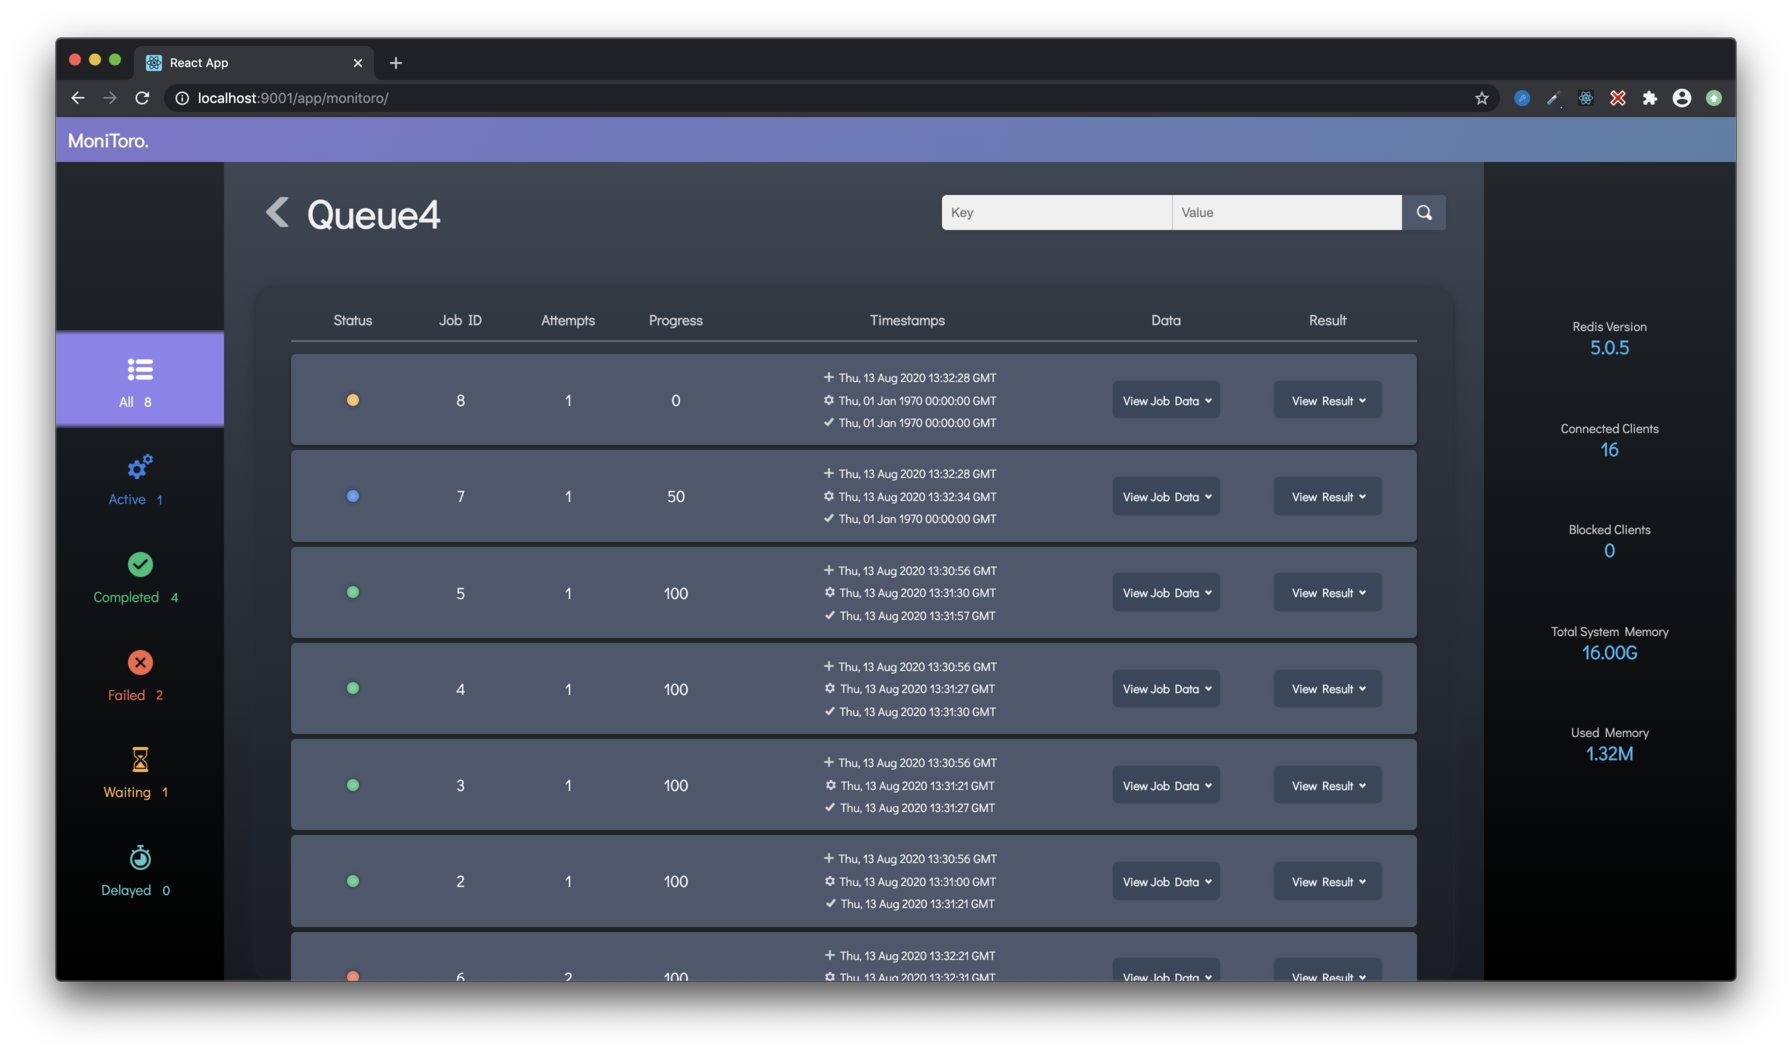 React App
localhost:9001/app/monitoro/
MoniToro.
Queue4
Key Value
Status Job ID Attempts Progress Timestamps Data Result
8 1 0
Thu, 13 Aug 2020 13:32:28 GMT
Thu, 01 Jan 1970 00:00:00 GMT
Thu, 01 Jan 1970 00:00:00 GMT
View Job Data View Result
7 1 50
Thu, 13 Aug 2020 13:32:28 GMT
Thu, 13 Aug 2020 13:32:34 GMT
Thu, 01 Jan 1970 00:00:00 GMT
View Job Data View Result
5 1 100
Thu, 13 Aug 2020 13:30:56 GMT
Thu, 13 Aug 2020 13:31:30 GMT
Thu, 13 Aug 2020 13:31:57 GMT
View Job Data View Result
4 1 100
Thu, 13 Aug 2020 13:30:56 GMT
Thu, 13 Aug 2020 13:31:27 GMT
Thu, 13 Aug 2020 13:31:30 GMT
View Job Data View Result
3 1 100
Thu, 13 Aug 2020 13:30:56 GMT
Thu, 13 Aug 2020 13:31:21 GMT
Thu, 13 Aug 2020 13:31:27 GMT
View Job Data View Result
2 1 100
Thu, 13 Aug 2020 13:30:56 GMT
Thu, 13 Aug 2020 13:31:00 GMT
Thu, 13 Aug 2020 13:31:21 GMT
View Job Data View Result
6 2 100
Thu, 13 Aug 2020 13:32:21 GMT
Thu, 13 Aug 2020 13:32:31 GMT
View Job Data View Result
All 8
Active 1
Completed 4
Failed 2
Waiting 1
Delayed 0
Redis Version
5.0.5
Connected Clients
16
Blocked Clients
0
Total System Memory
16.00G
Used Memory
1.32M